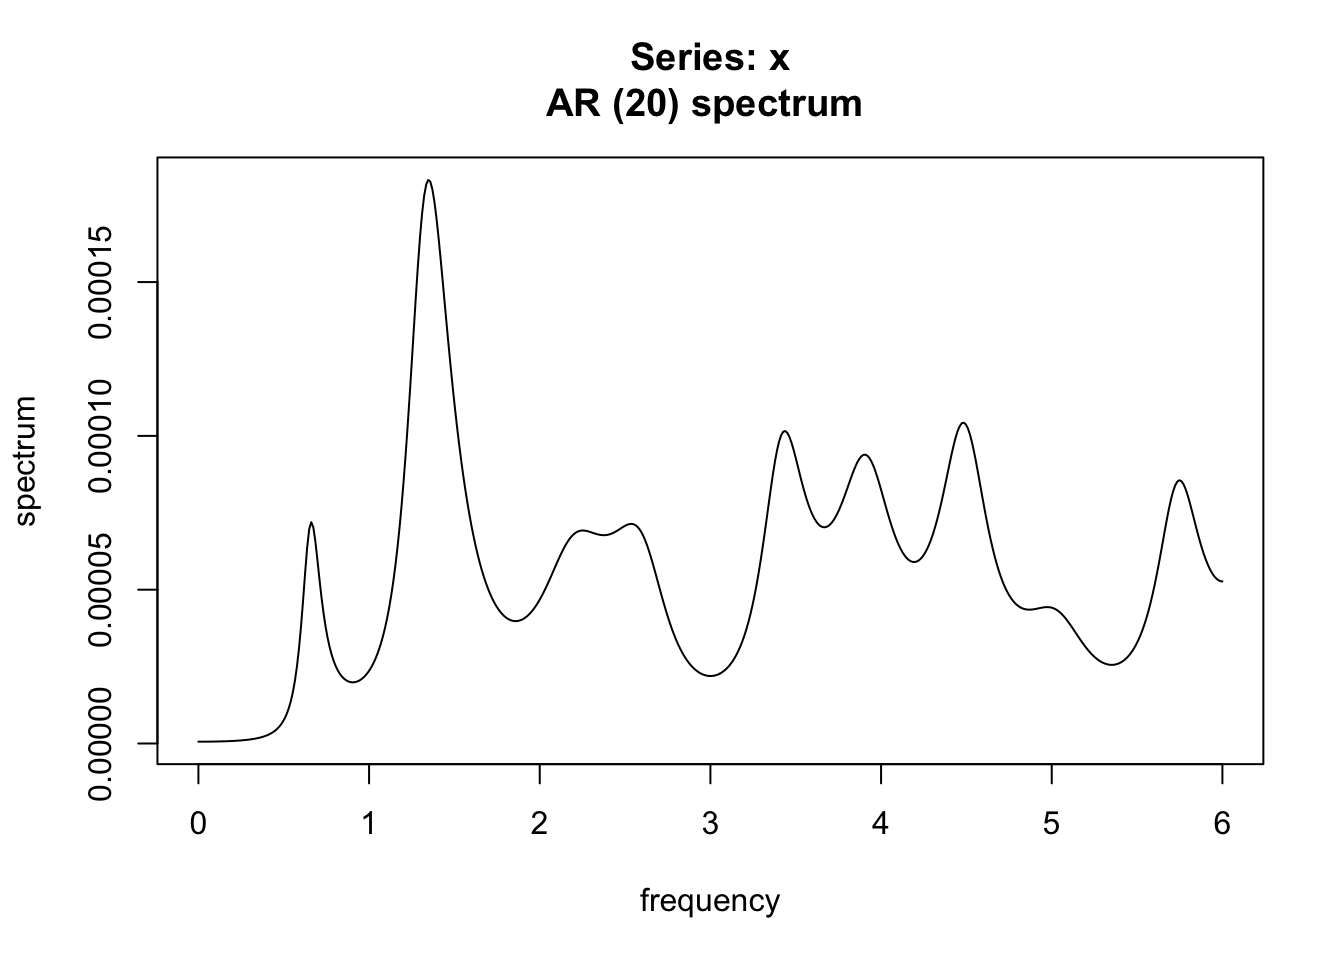 Series: x
AR (20) spectrum
spectrum
0.00015
0.00010
0.00005
0.00000
0 1 2 3 4 5 6
frequency